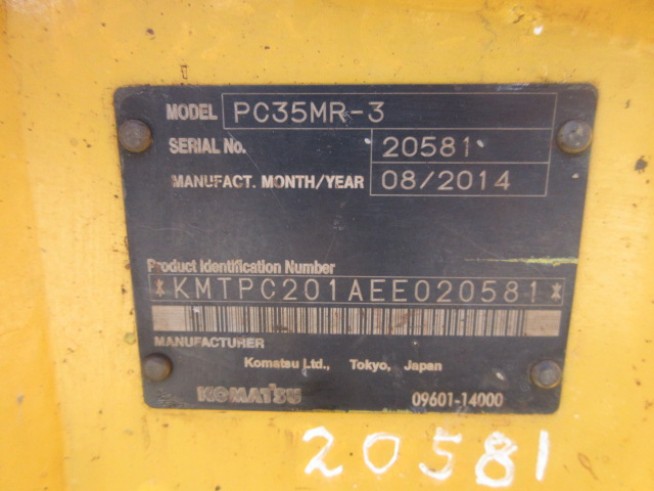 MODEL PC35MR-3
SERIAL No. 20581
MANUFACT. MONTH/YEAR 08/2014
Product Identification Number
*KMTPC201AEE020581*
MANUFACTURER
Komatsu Ltd., Tokyo, Japan
KOMATSU 09601-14000
20581